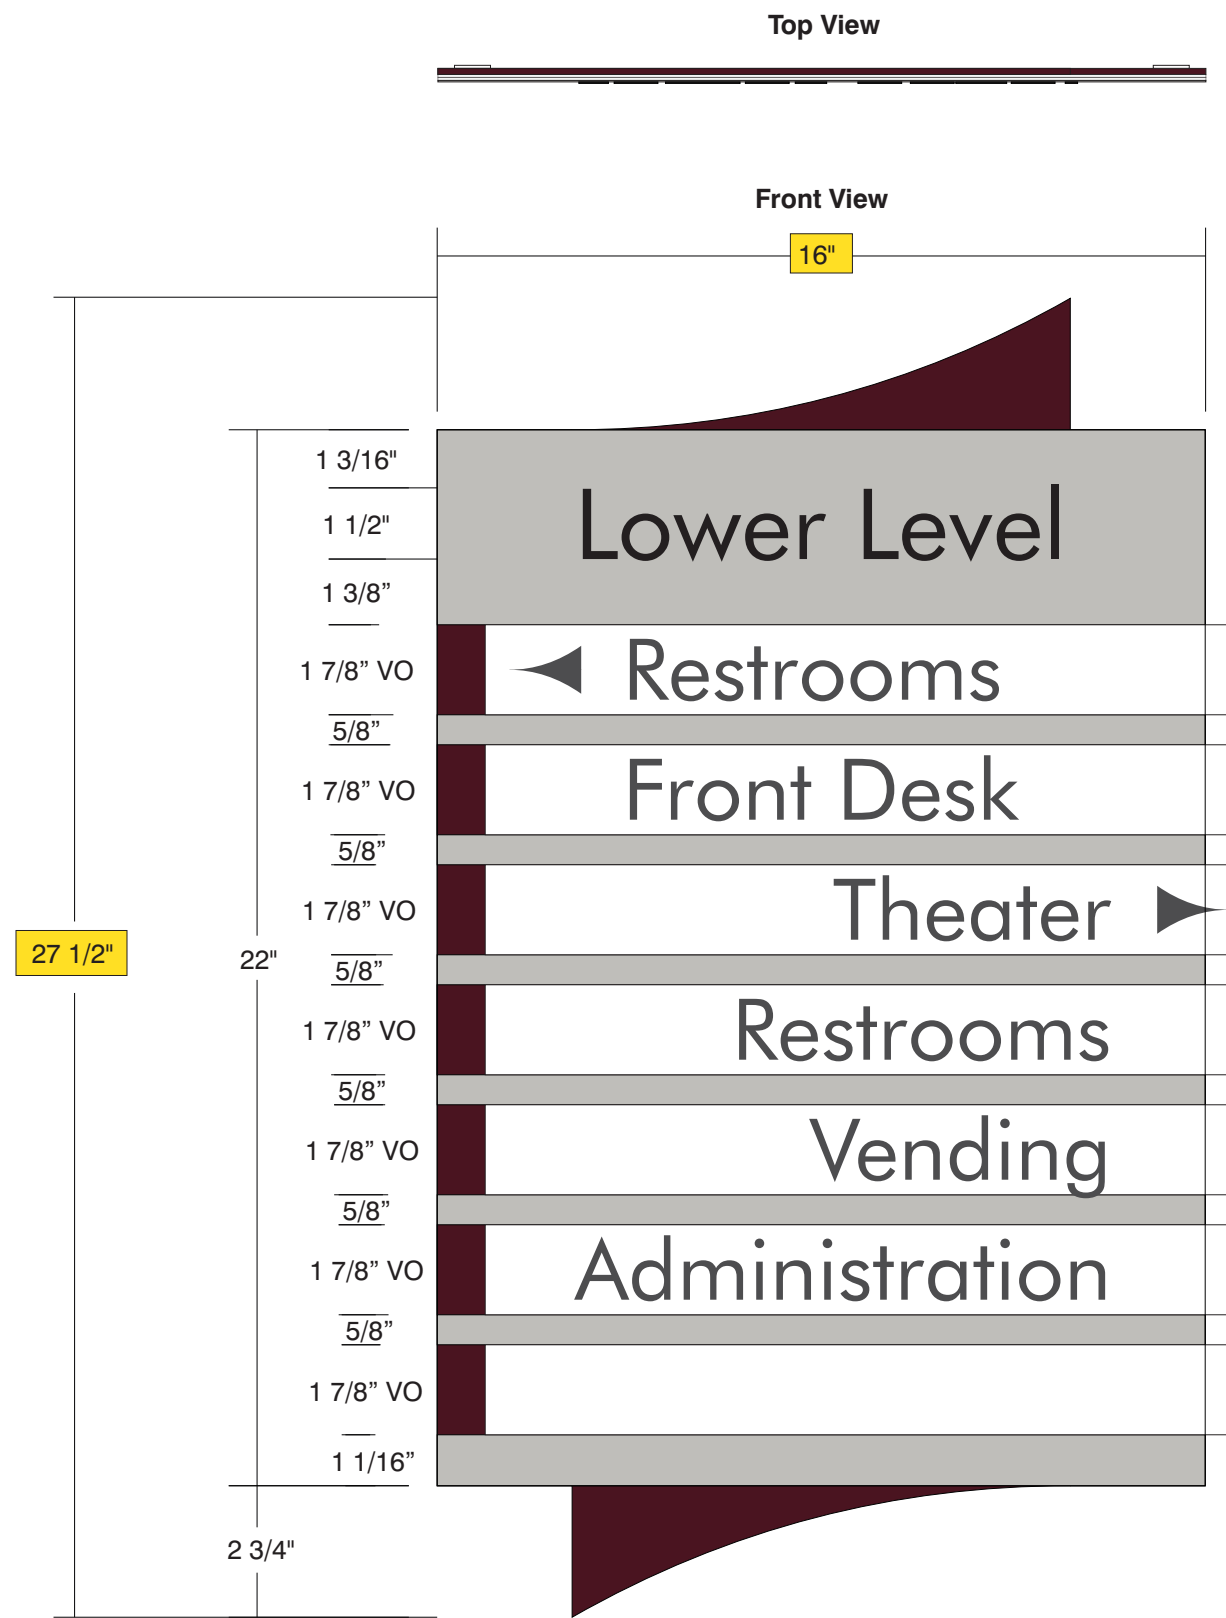 Top View
Front View
16"
1 3/16"
1 1/2"
Lower Level
1 3/8”
1 7/8” VO
Restrooms
5/8”
1 7/8” VO
Front Desk
5/8”
1 7/8” VO
Theater
27 1/2"
22"
5/8”
1 7/8” VO
Restrooms
5/8”
1 7/8” VO
Vending
5/8”
1 7/8” VO
Administration
5/8”
1 7/8” VO
1 1/16”
2 3/4"